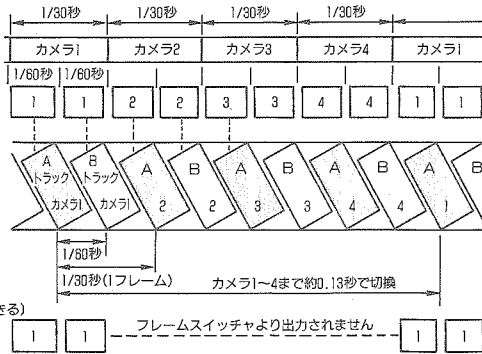 1/30秒 1/30秒 1/30秒 1/30秒
カメラ1 カメラ2 カメラ3 カメラ4 カメラ1
1/60秒 1/60秒
1 1 2 2 3 3 4 4 1 1
A B A B A B A B A B
トラック トラック
カメラ1 カメラ1 2 2 3 3 4 4 1
1/60秒
1/30秒(1フレーム) カメラ1~4まで約0.13秒で切換
きる)
1 1 フレームスイッチャより出力されません 1 1